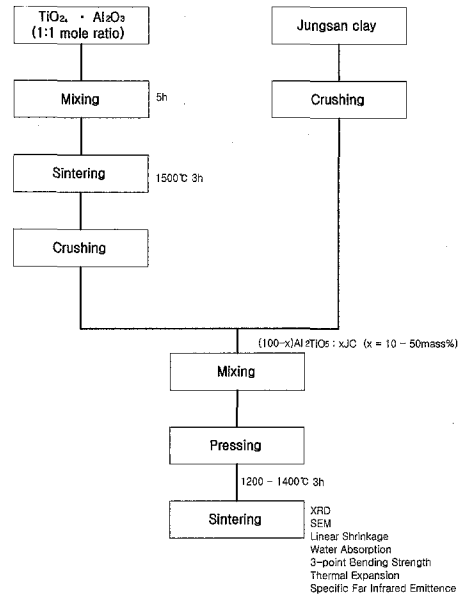 TiO2. · Al2O3
(1:1 mole ratio)
Jungsan clay
Mixing
5h
Crushing
Sintering
1500℃ 3h
Crushing
(100-x)Al2TiO5 : xJC (x = 10 - 50mass%)
Mixing
Pressing
1200 - 1400℃ 3h
Sintering
XRD
SEM
Linear Shrinkage
Water Absorption
3-point Bending Strength
Thermal Expansion
Specific Far Infrared Emittence